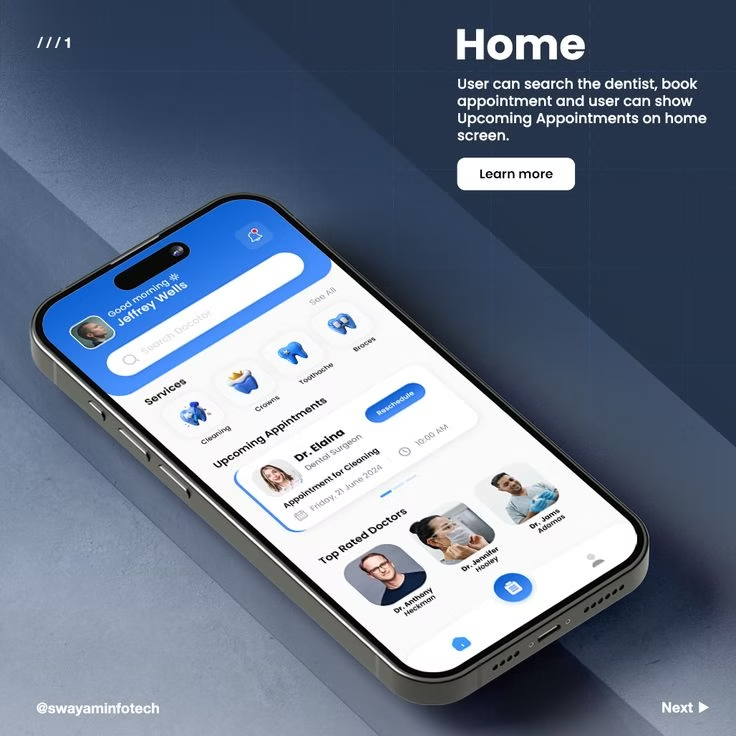 ///1
Home
User can search the dentist, book
appointment and user can show
Upcoming Appointments on home
screen.
Learn more
Good morning
Jeffrey Wells
Search Docotor
Services
See All
Cleaning
Crowns
Toothache
Braces
Upcoming Appintments
Dr. Elaina
Dental Surgeon
Reschedule
Appointment for Cleaning
Friday, 21 June 2024
10:00 AM
Top Rated Doctors
Dr. Anthony
Heckman
Dr. Jennifer
Hooley
Dr. Jams
Adamas
@swayaminfotech
Next